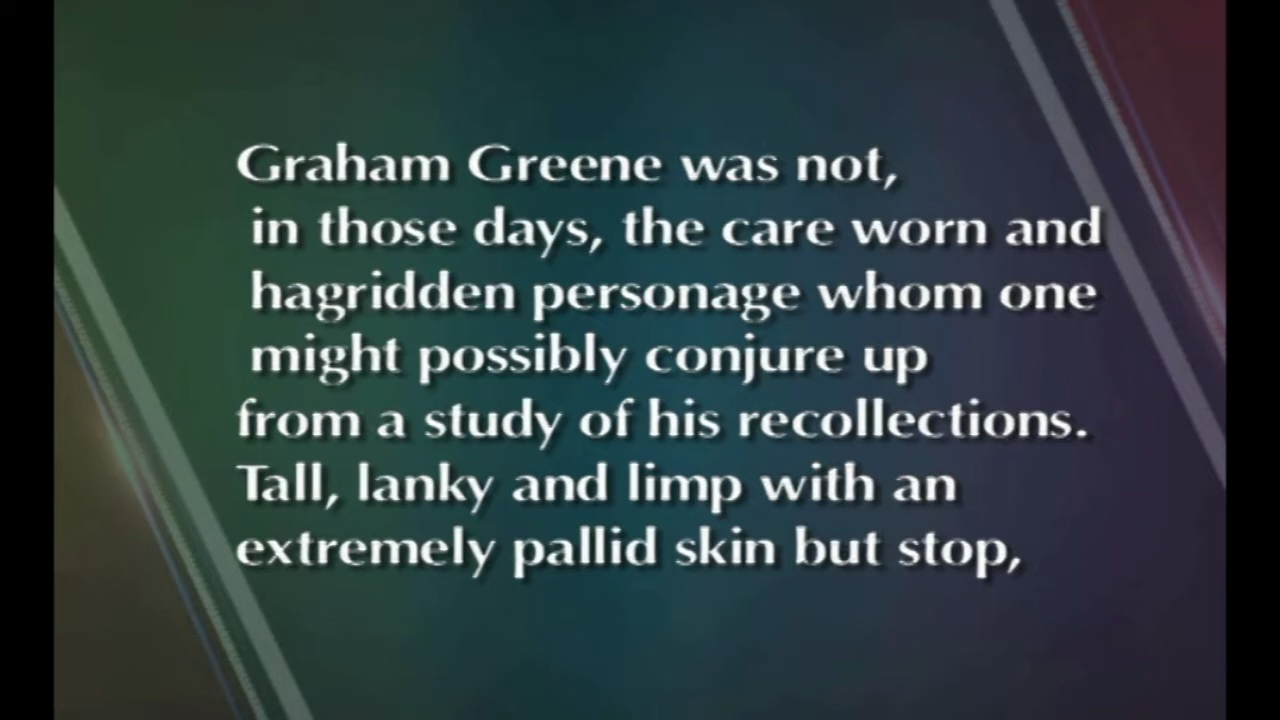 Graham Greene was not,
in those days, the care worn and
hagridden personage whom one
might possibly conjure up
from a study of his recollections.
Tall, lanky and limp with an
extremely pallid skin but stop,